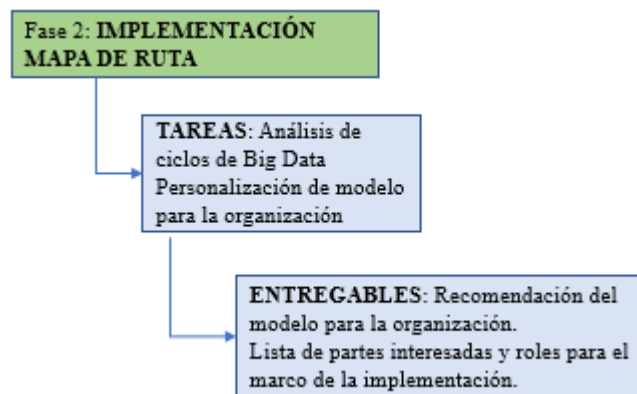 Fase 2: IMPLEMENTACIÓN
MAPA DE RUTA
TAREAS: Análisis de
ciclos de Big Data
Personalización de modelo
para la organización
ENTREGABLES: Recomendación del
modelo para la organización.
Lista de partes interesadas y roles para el
marco de la implementación.